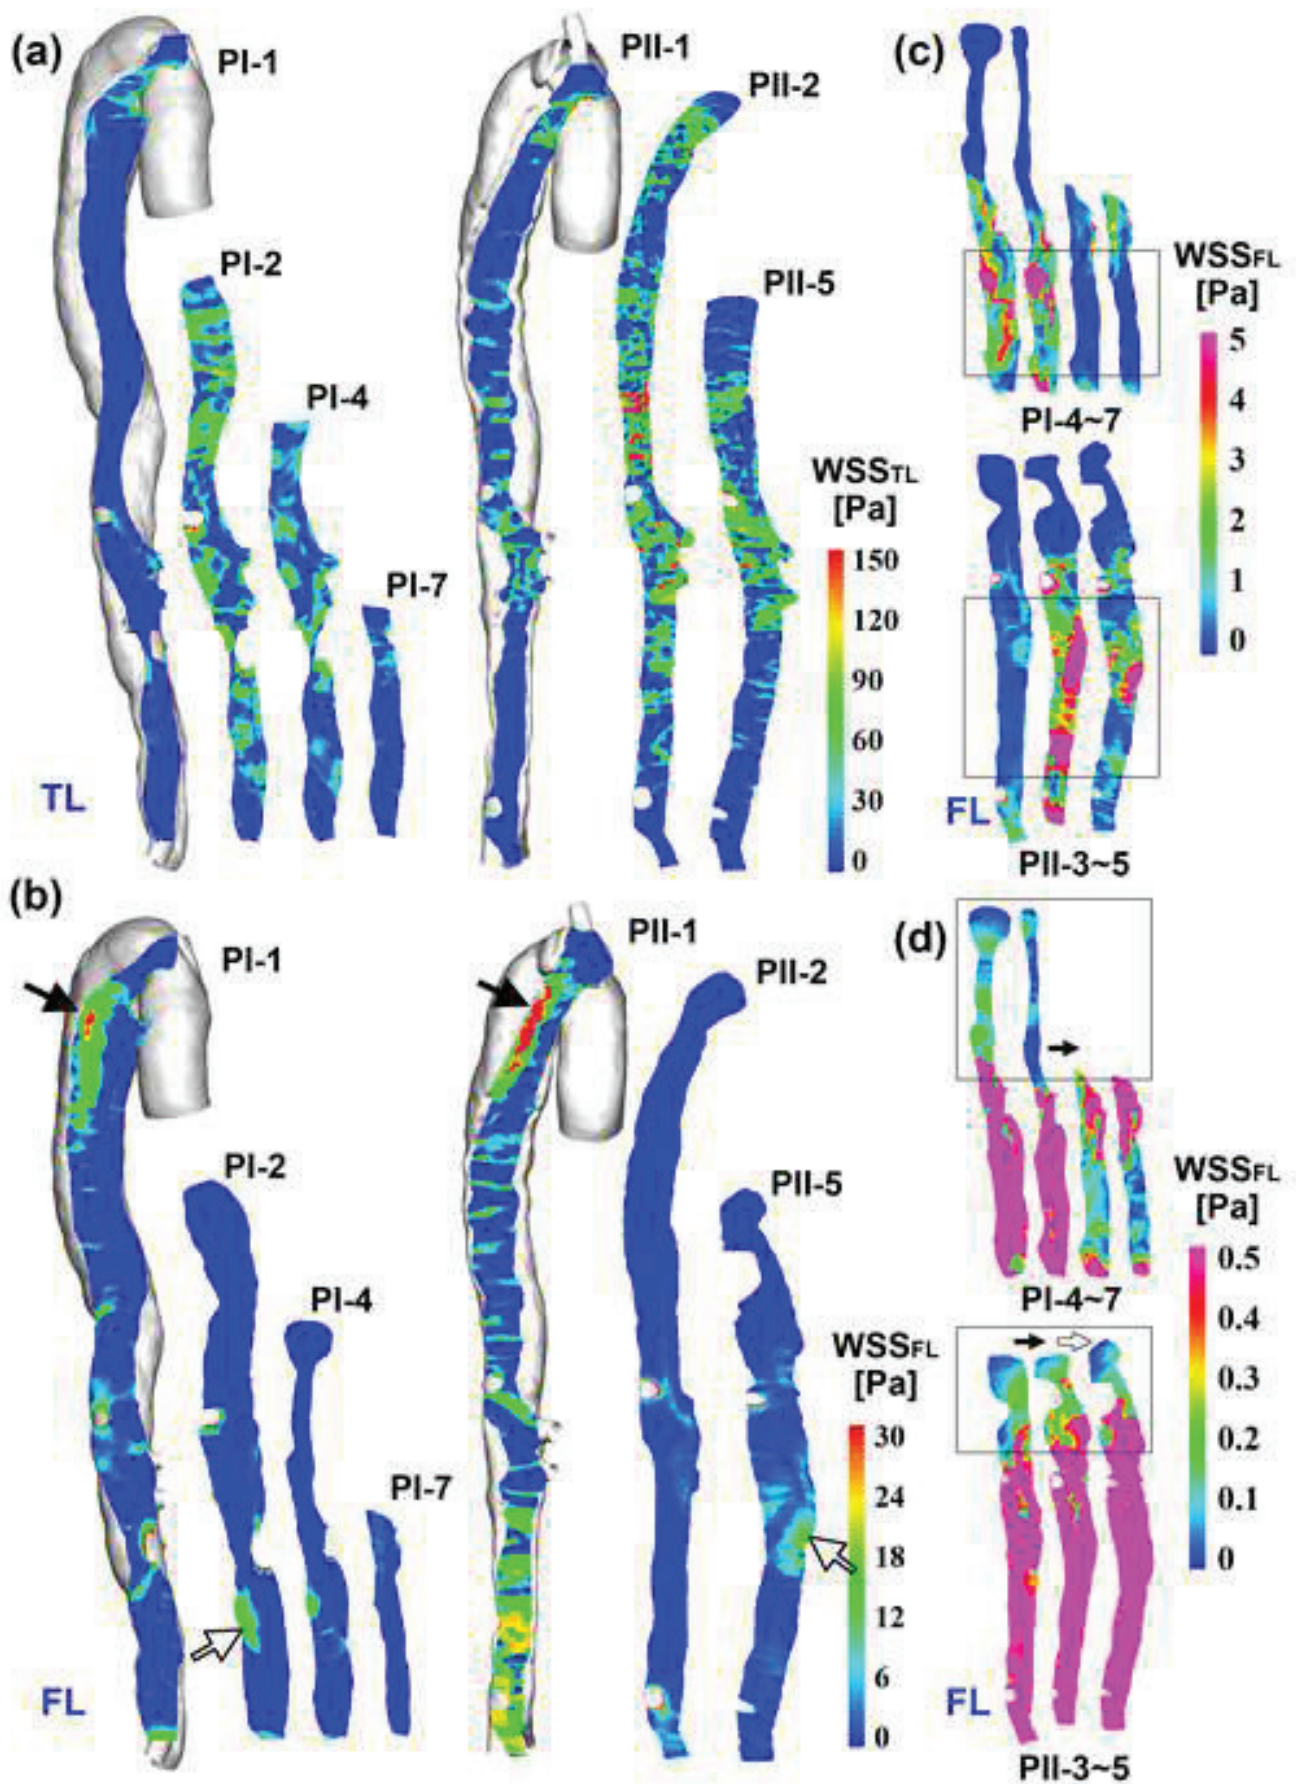 (a)
PI-1
PII-1
PII-2
(c)
PI-2
PII-5
WSSFL
[Pa]
5
4
3
2
1
0
PI-4
PI-4~7
WSSTL
[Pa]
150
120
90
60
30
0
PI-7
TL
FL
PII-3~5
(b)
PI-1
PII-1
PII-2
(d)
PI-2
PII-5
WSSFL
[Pa]
0.5
0.4
0.3
0.2
0.1
0
PI-4
PI-4~7
WSSFL
[Pa]
30
24
18
12
6
0
PI-7
FL
FL
PII-3~5